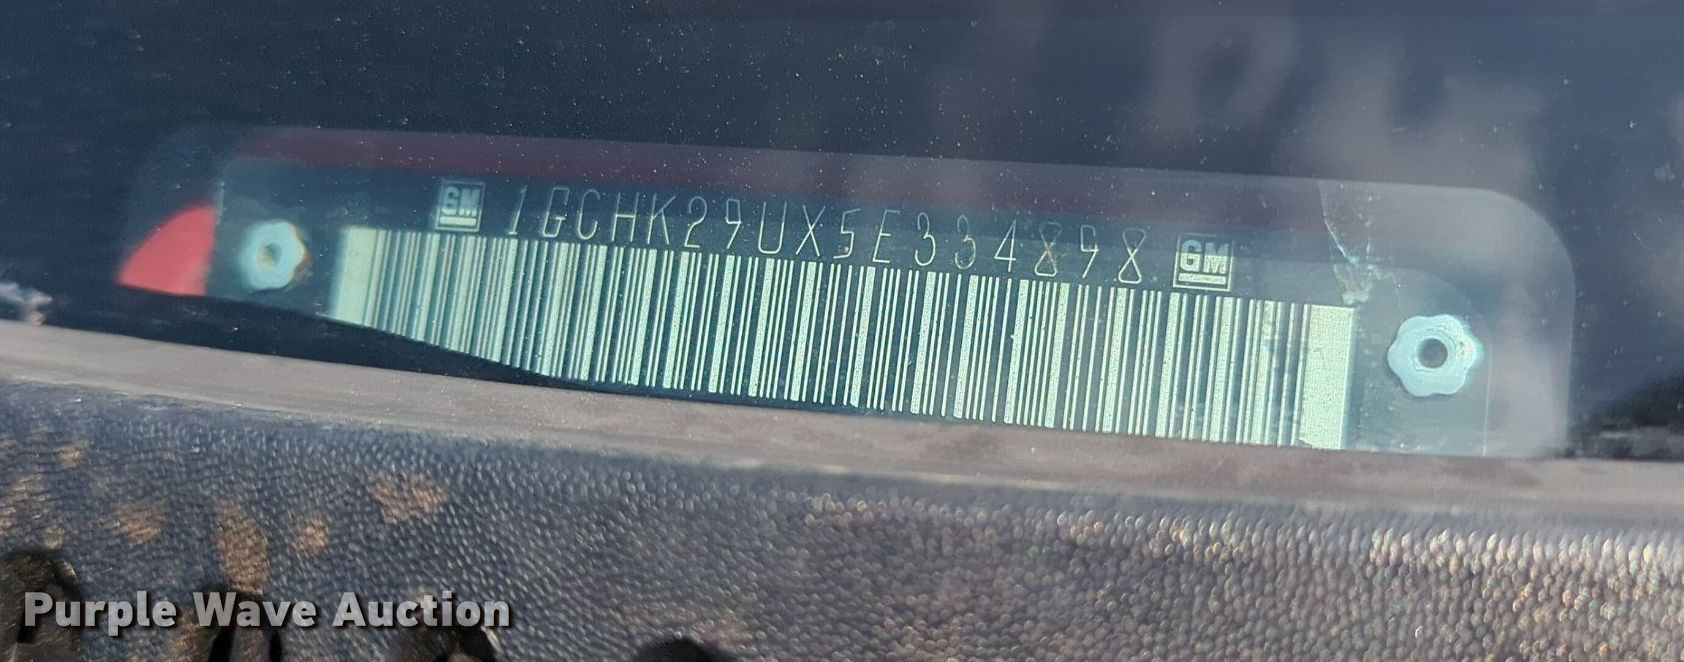 GM 1GCHK29UX5E334898 GM
Purple Wave Auction